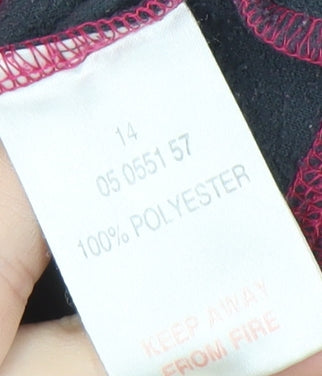 14
05 0551 57
100% POLYESTER
KEEP AWAY
FROM FIRE